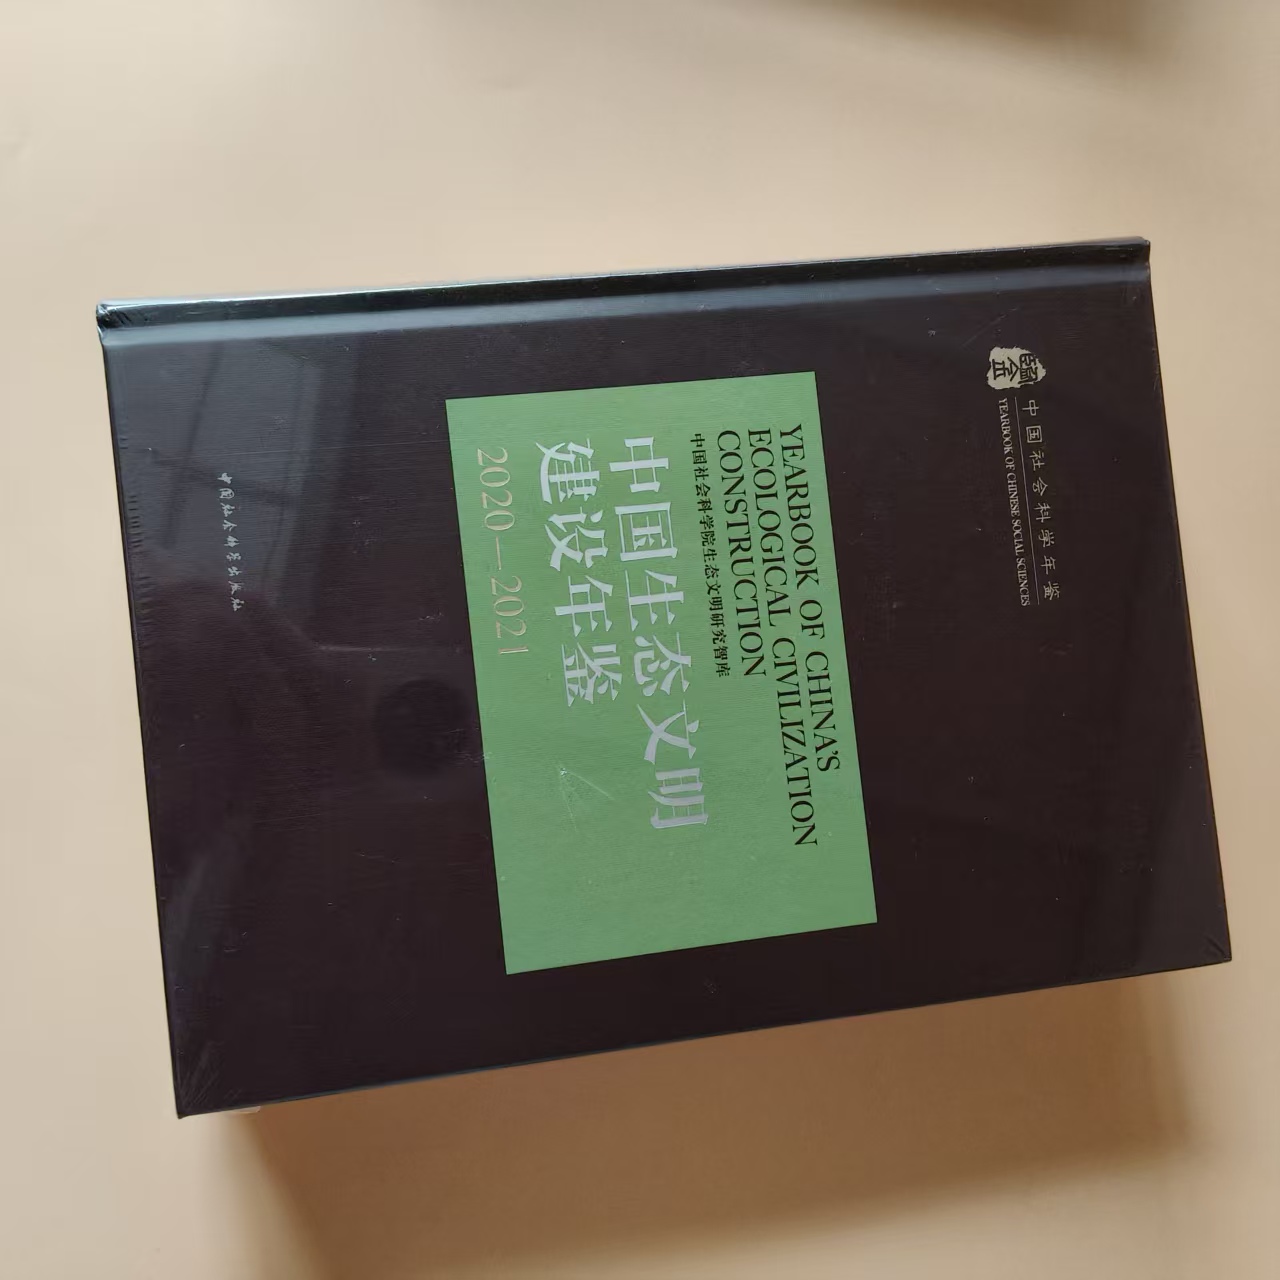 中国社会科学年鉴
YEARBOOK OF CHINESE SOCIAL SCIENCES
YEARBOOK OF CHINA'S
ECOLOGICAL CIVILIZATION
CONSTRUCTION
中国社会科学院生态文明研究智库
中国生态文明
建设年鉴
2020—2021
中国社会科学出版社